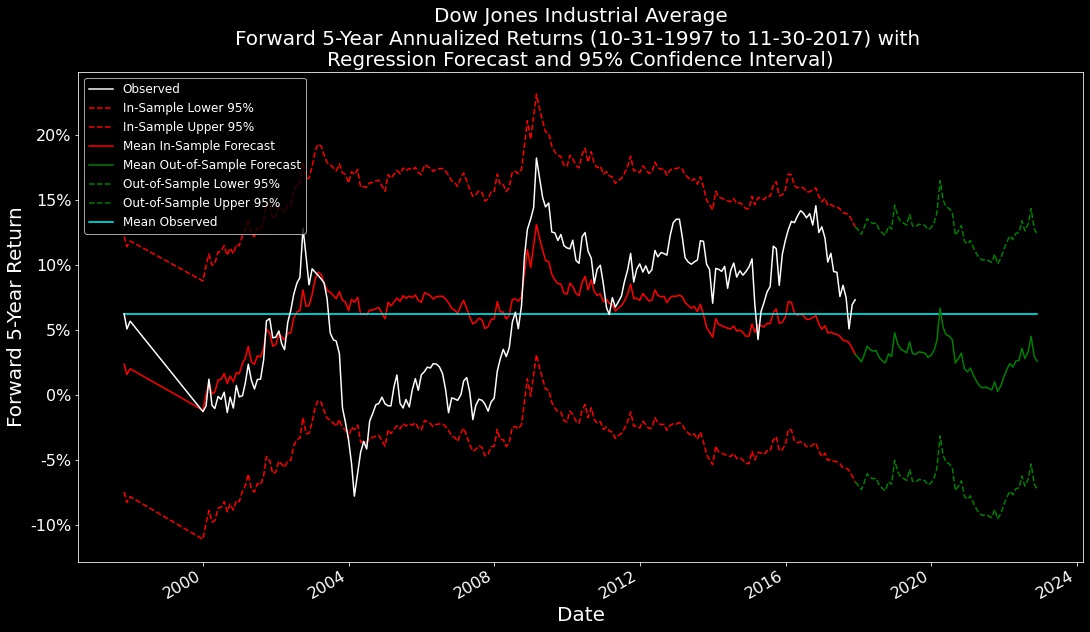 Dow Jones Industrial Average
Forward 5-Year Annualized Returns (10-31-1997 to 11-30-2017) with
Regression Forecast and 95% Confidence Interval)
Observed
In-Sample Lower 95%
In-Sample Upper 95%
Mean In-Sample Forecast
Mean Out-of-Sample Forecast
Out-of-Sample Lower 95%
Out-of-Sample Upper 95%
Mean Observed
Forward 5-Year Return
20%
15%
10%
5%
0%
-5%
-10%
2000
2004
2008
2012
2016
2020
2024
Date